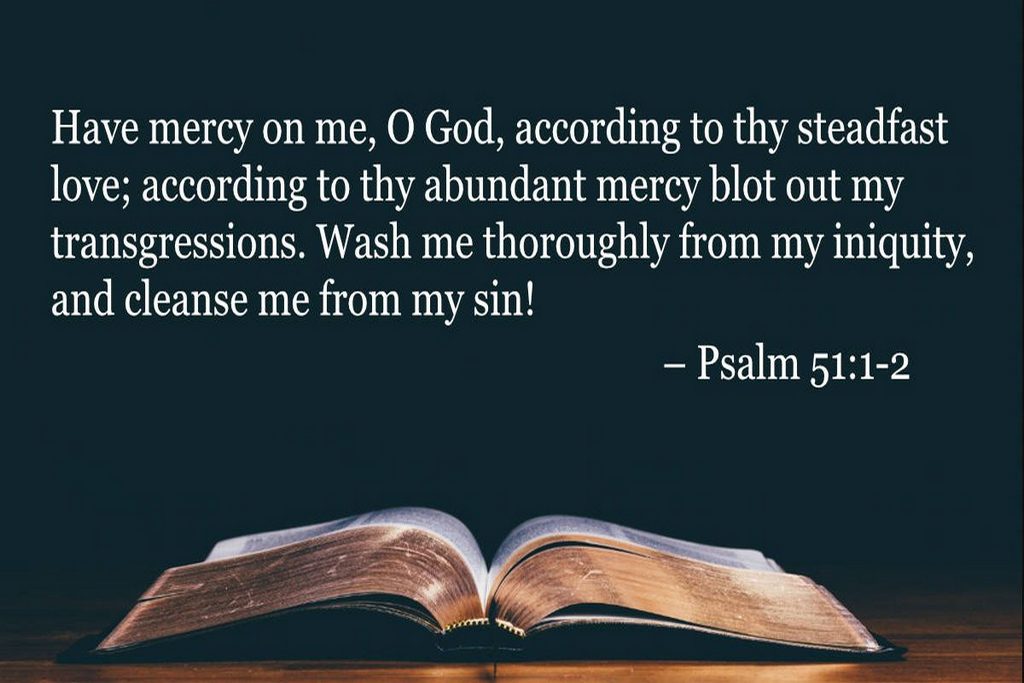 Have mercy on me, O God, according to thy steadfast
love; according to thy abundant mercy blot out my
transgressions. Wash me thoroughly from my iniquity,
and cleanse me from my sin!
– Psalm 51:1-2